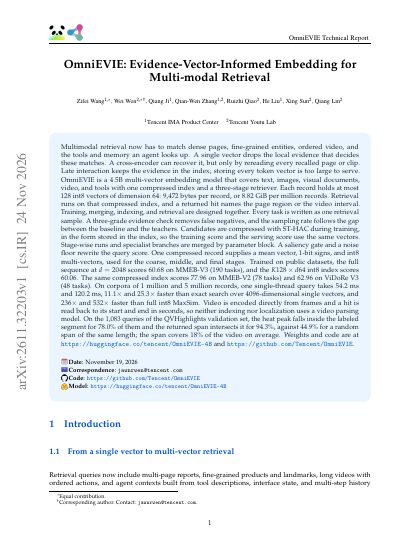 OmniEVIE Technical Report
OmniEVIE: Evidence-Vector-Informed Embedding for
Multi-modal Retrieval
Zifei Wang
1Tencent IMA Product Center 2Tencent Youtu Lab
Multimodal retrieval now has to match dense pages, fine-grained entities, ordered video, and
the tools and memory an agent looks up. A single vector drops the local evidence that decides
these matches. A cross-encoder can recover it, but only by rereading every recalled page or clip.
Late interaction keeps the evidence in the index, storing every token vector is too large to serve.
OmniEVIE is a 4.5B multi-vector embedding model that covers text, images, visual documents,
video, and tools with one compressed index and a three-stage retriever. Each record holds at most
128 int8 vectors of dimension 64: 9,472 bytes per record, or 8.82 GiB per million records. Retrieval
runs on that compressed index, and a returned hit names the page region or the video interval.
Training, merging, indexing, and retrieval are designed together. Every task is written as one retrieval
sample. A three-grade evidence check removes false negatives, and the sampling rate follows the gap
between the baseline and the teachers. Candidates are compressed with ST-HAC during training,
in the form stored in the index, so the training score and the serving score use the same vectors.
Stage-wise runs and specialist branches are merged by parameter block. A saliency gate and a noise
floor rewrite the query score. One compressed record supplies a mean vector, 1-bit signs, and int8
multi-vectors, used for the coarse, middle, and final stages. Trained on public datasets, the full
sequence at d = 2048 scores 60.68 on MMEB-V3 (190 tasks), and the K128 × d64 int8 index scores
60.06. The same compressed index scores 77.96 on MMEB-V2 (78 tasks) and 62.96 on ViDoRe V3
(48 tasks). On corpora of 1 million and 5 million records, one single-thread query takes 54.2 ms
and 120.2 ms, 11.1× and 25.3× faster than exact search over 4096-dimensional single vectors, and
236× and 532× faster than full int8 MaxSim. Video is encoded directly from frames and a hit is
read back to its start and end in seconds, so neither indexing nor localization uses a video parsing
model. On the 1,083 queries of the QVHighlights validation set, the heat peak falls inside the labeled
segment for 78.0% of them and the returned span intersects it for 94.3%, against 44.9% for a random
span of the same length; the span covers 18% of the video on average. Weights and code are at
https://huggingface.co/tencent/OmniEVIE-4B and https://github.com/Tencent/OmniEVIE.
Date: November 19, 2026
Correspondence:
Code: https://github.com/Tencent/OmniEVIE
Model: https://huggingface.co/Tencent/OmniEVIE-4B
arXiv:2611.32203v1 [cs.IR] 24 Nov 2026
1 Introduction
1.1 From a single vector to multi-vector retrieval
Retrieval queries now include multi-page reports, fine-grained products and landmarks, long videos with
ordered actions, and agent contexts built from tool descriptions, interface state, and multi-step history
*Equal contribution.
†Corresponding author: Contact:
1